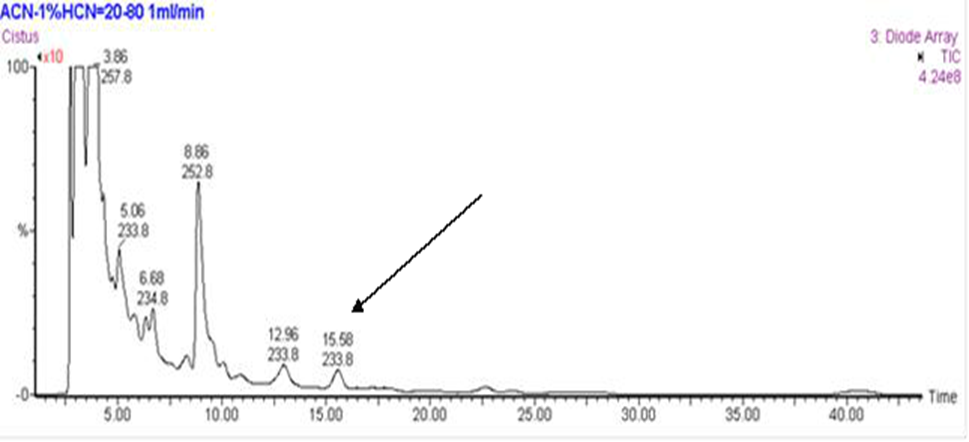 ACN-1%HCN=20-80 1ml/min
Cistus
3: Diode Array
TIC
4.24e8
x10
100
%
-0
3.86
257.8
5.06
233.8
6.68
234.8
8.86
252.8
12.96
233.8
15.58
233.8
5.00 10.00 15.00 20.00 25.00 30.00 35.00 40.00
Time